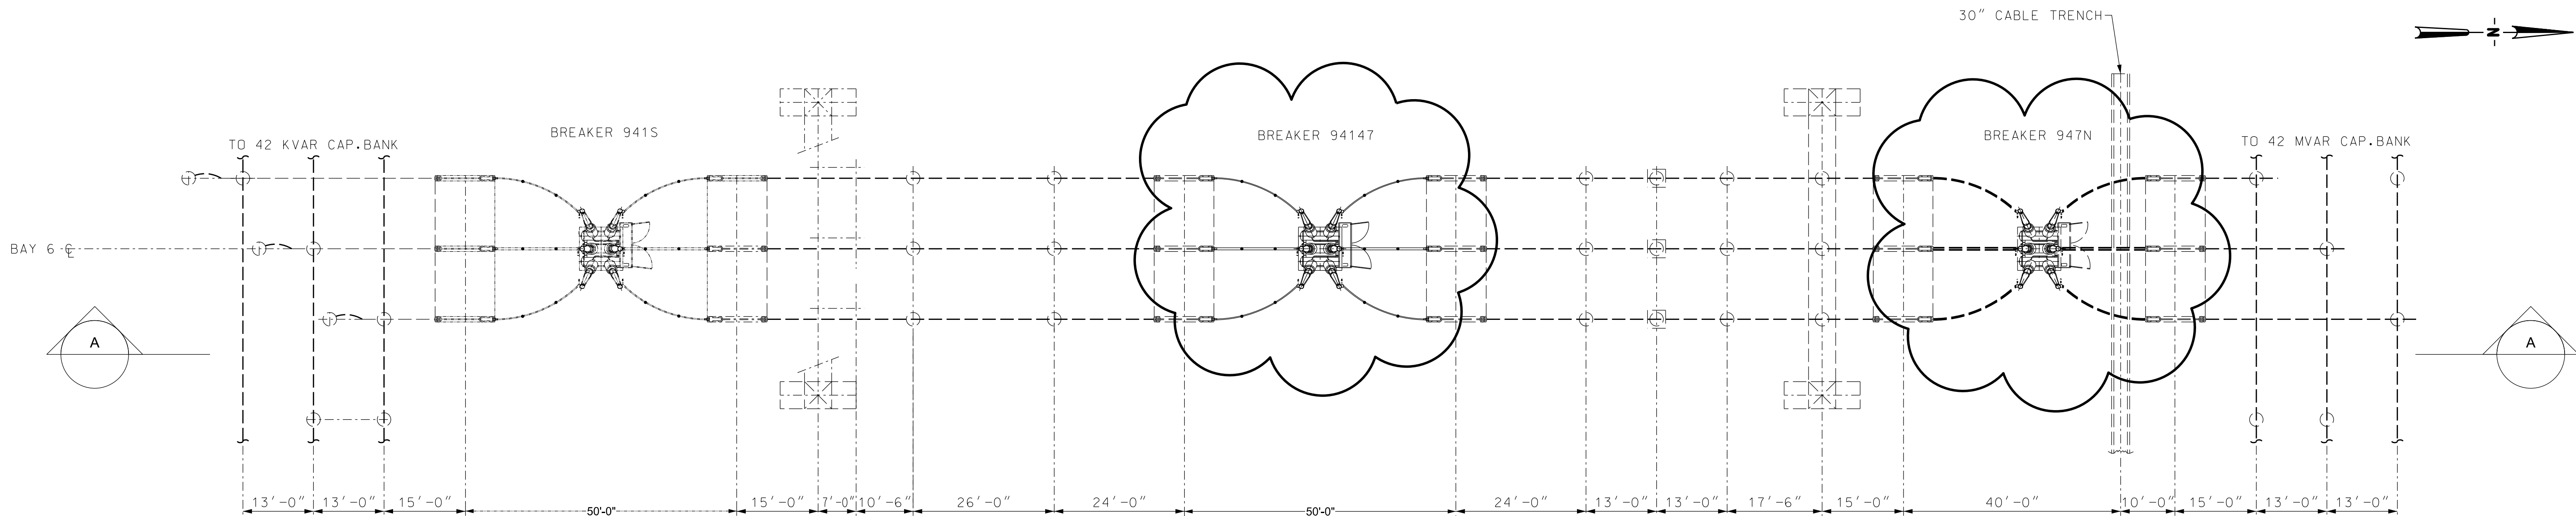 30" CABLE TRENCH
N
BREAKER 941S
BREAKER 94147
BREAKER 947N
TO 42 KVAR CAP.BANK
TO 42 MVAR CAP.BANK
BAY 6 ℄
A
A
13'-0" 13'-0" 15'-0" 50'-0" 15'-0" 7'-0" 10'-6" 26'-0" 24'-0" 50'-0" 24'-0" 13'-0" 13'-0" 17'-6" 15'-0" 40'-0" 10'-0" 15'-0" 13'-0" 13'-0"